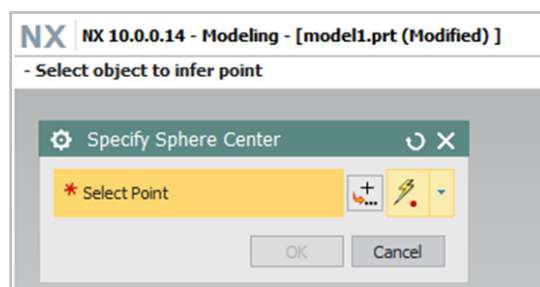 NX NX 10.0.0.14 - Modeling - [model1.prt (Modified) ]
- Select object to infer point
Specify Sphere Center
* Select Point
OK Cancel